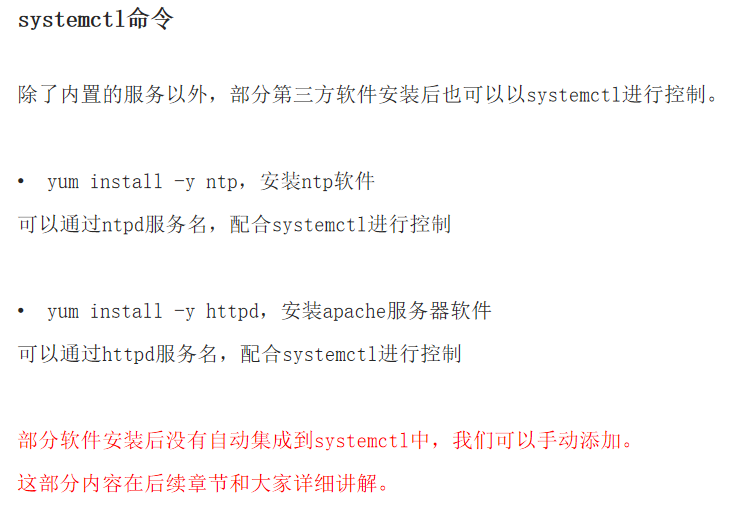 systemctl命令
除了内置的服务以外，部分第三方软件安装后也可以以systemctl进行控制。
• yum install -y ntp，安装ntp软件
可以通过ntpd服务名，配合systemctl进行控制
• yum install -y httpd，安装apache服务器软件
可以通过httpd服务名，配合systemctl进行控制
部分软件安装后没有自动集成到systemctl中，我们可以手动添加。
这部分内容在后续章节和大家详细讲解。